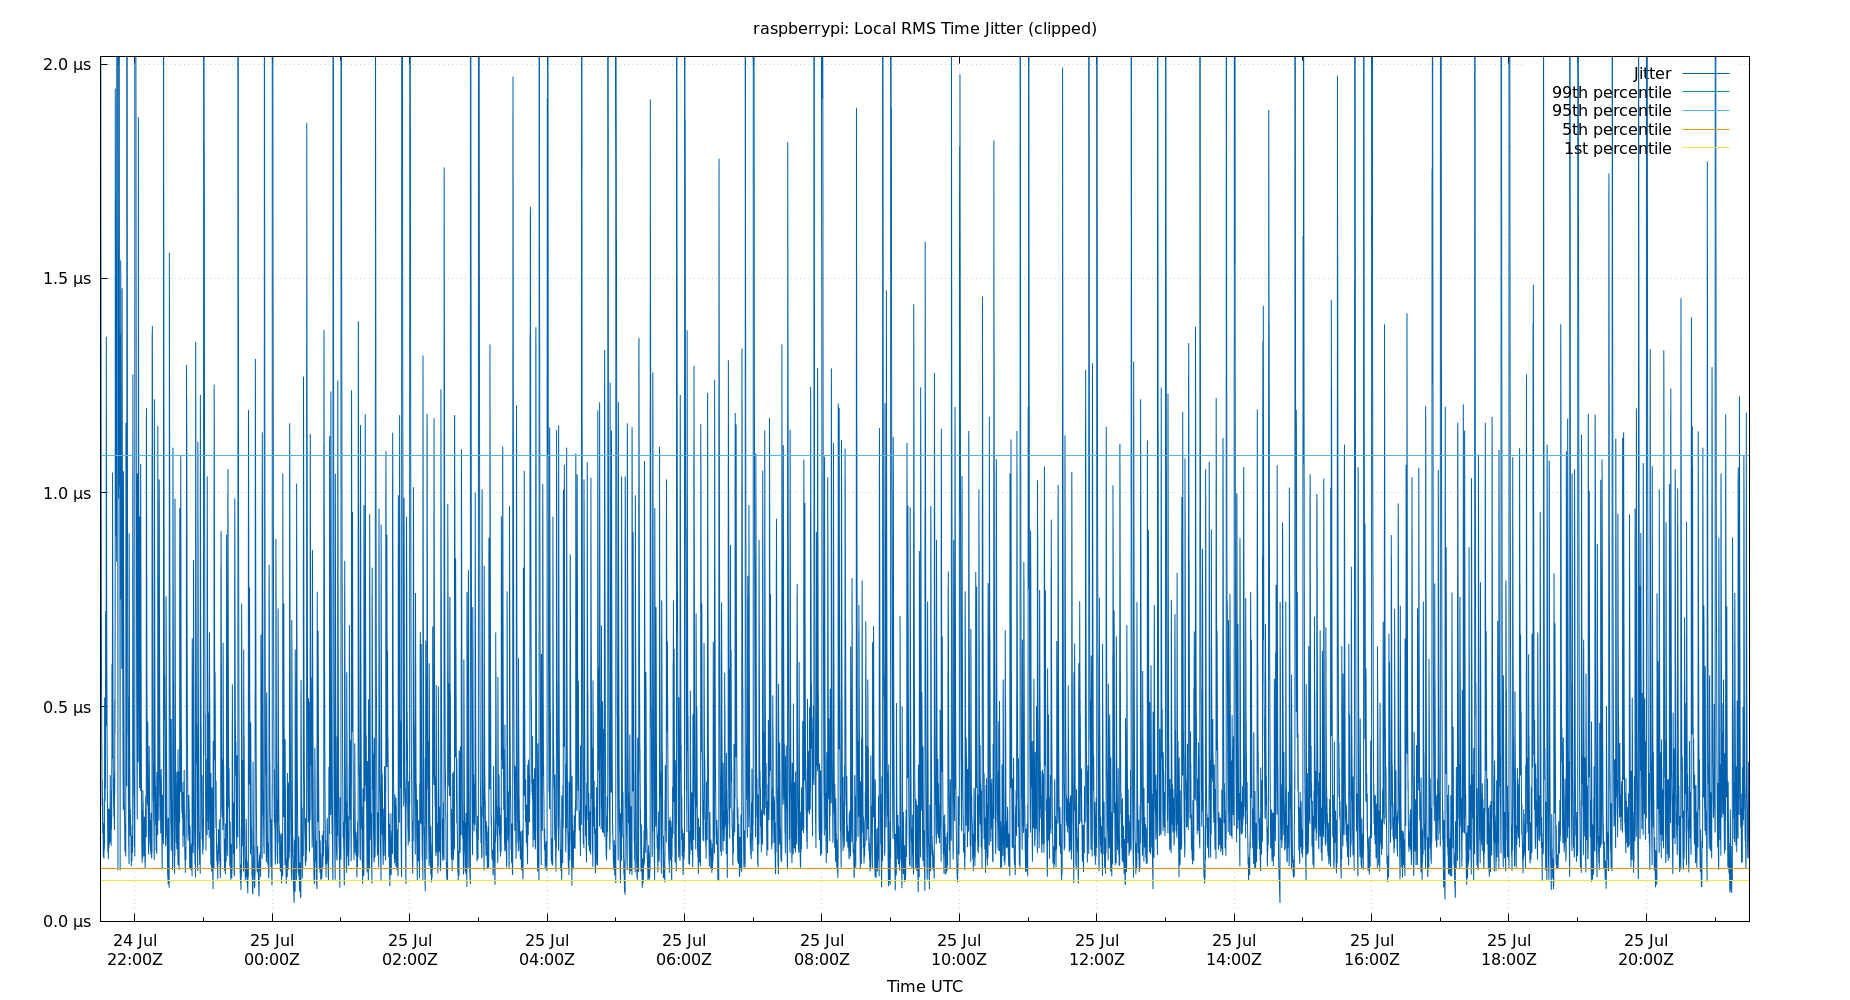 raspberrypi: Local RMS Time Jitter (clipped)
2.0 µs
1.5 µs
1.0 µs
0.5 µs
0.0 µs
Jitter
99th percentile
95th percentile
5th percentile
1st percentile
24 Jul 25 Jul 25 Jul 25 Jul 25 Jul 25 Jul 25 Jul 25 Jul 25 Jul 25 Jul 25 Jul 25 Jul
22:00Z 00:00Z 02:00Z 04:00Z 06:00Z 08:00Z 10:00Z 12:00Z 14:00Z 16:00Z 18:00Z 20:00Z
Time UTC